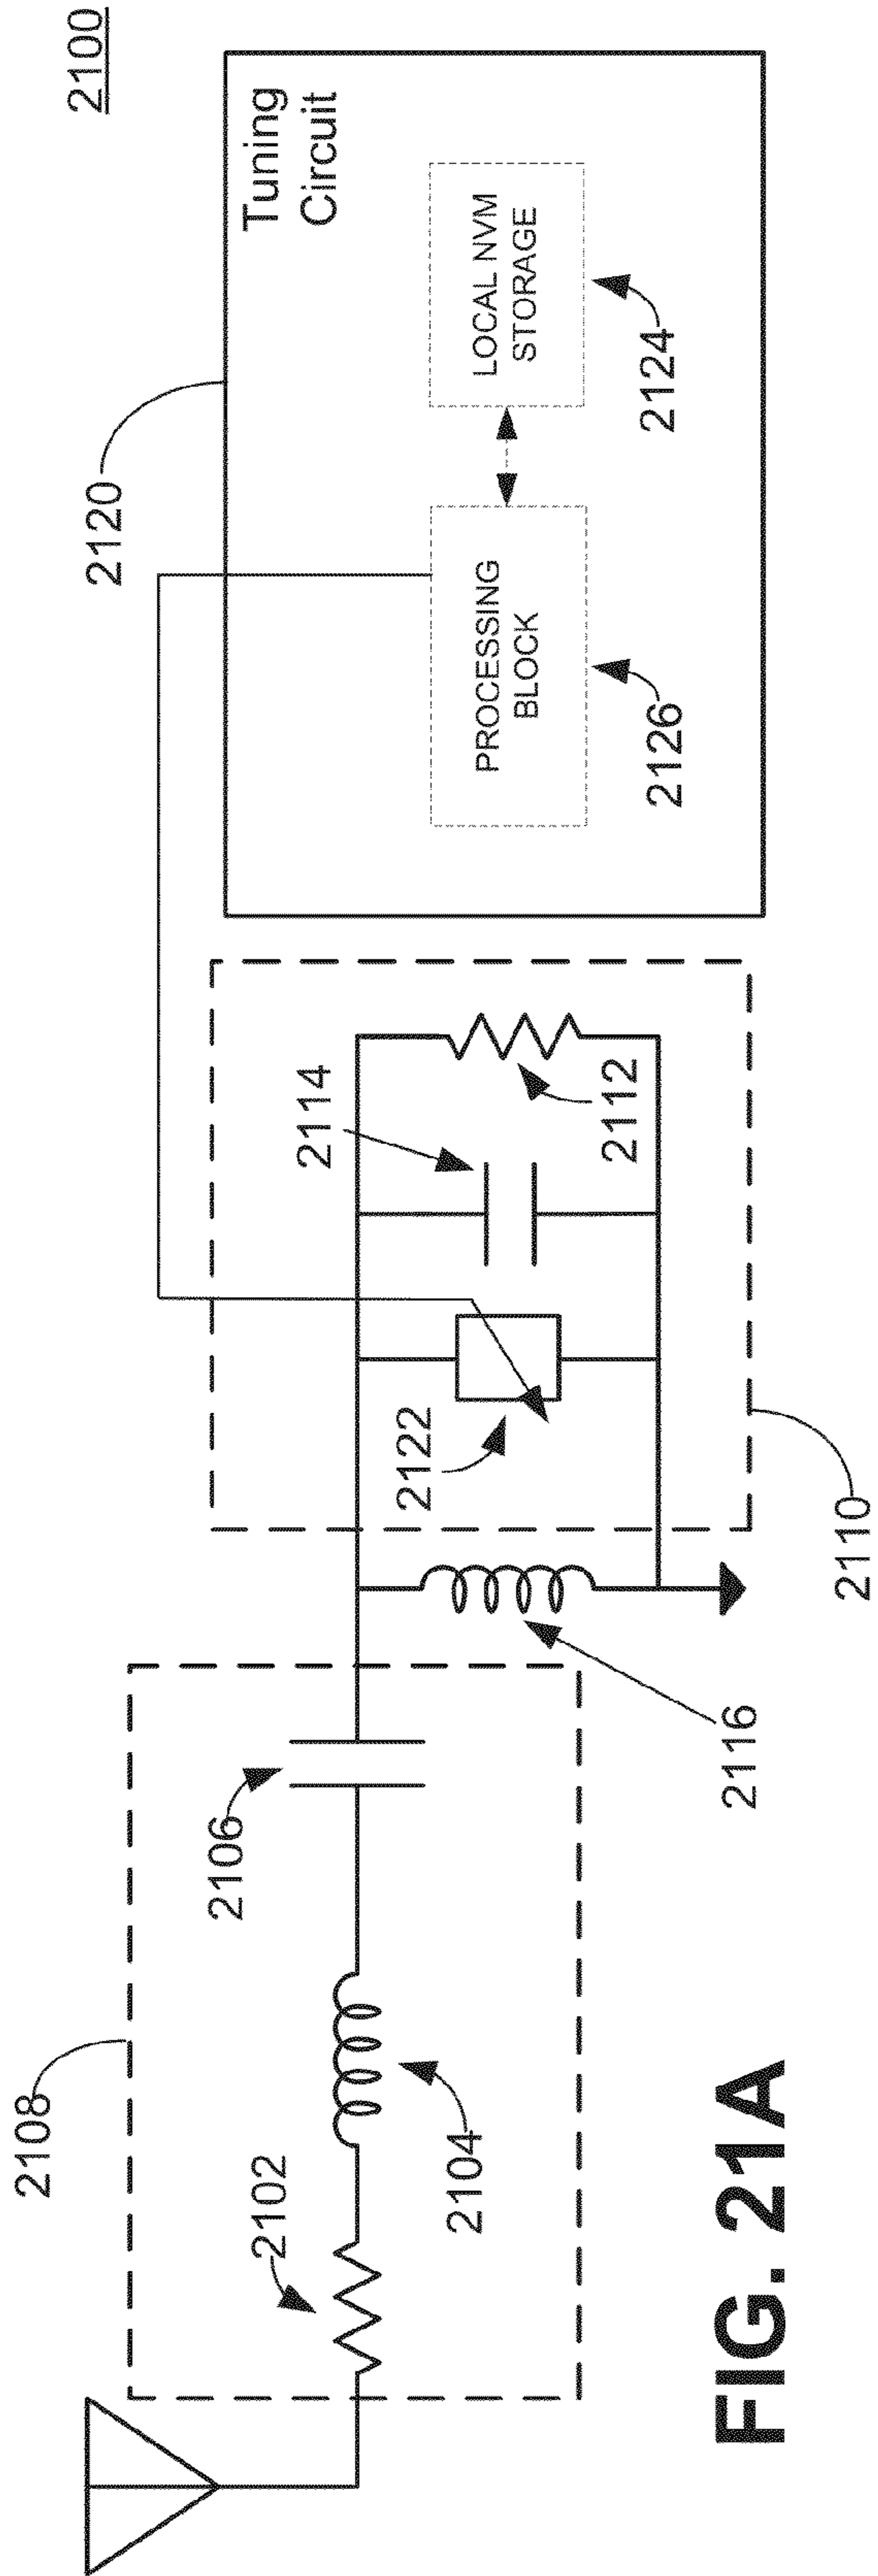 2100
2120
Tuning
Circuit
LOCAL NVM
STORAGE
2124
PROCESSING
BLOCK
2126
2114
2112
2122
2110
2116
2106
2108
2104
2102
FIG. 21A